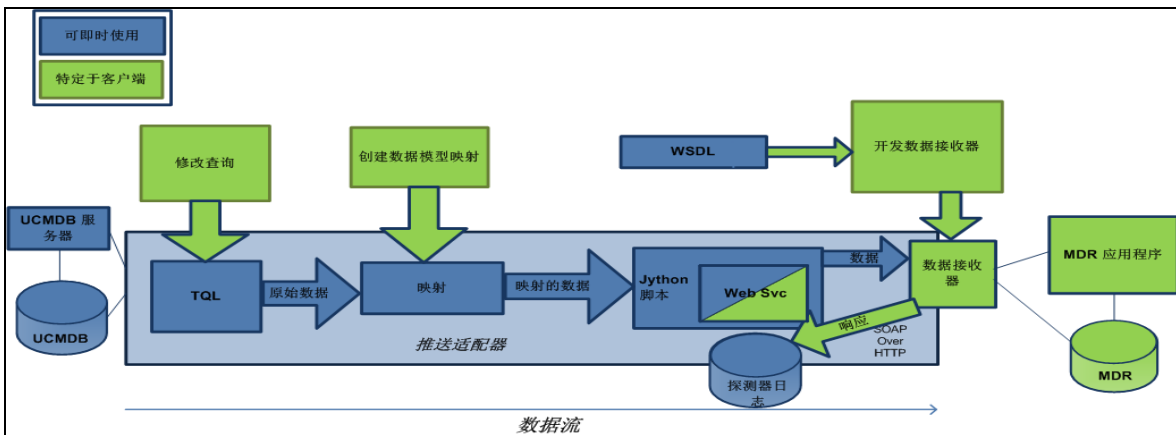 可即时使用
特定于客户端
修改查询
创建数据模型映射
WSDL
开发数据接收器
UCMDB 服
务器
UCMDB
TQL
原始数据
映射
映射的数据
Jython
脚本
Web Svc
数据
数据接收
器
响应
SOAP
Over
HTTP
MDR 应用程序
MDR
推送适配器
探测器日
志
数据流